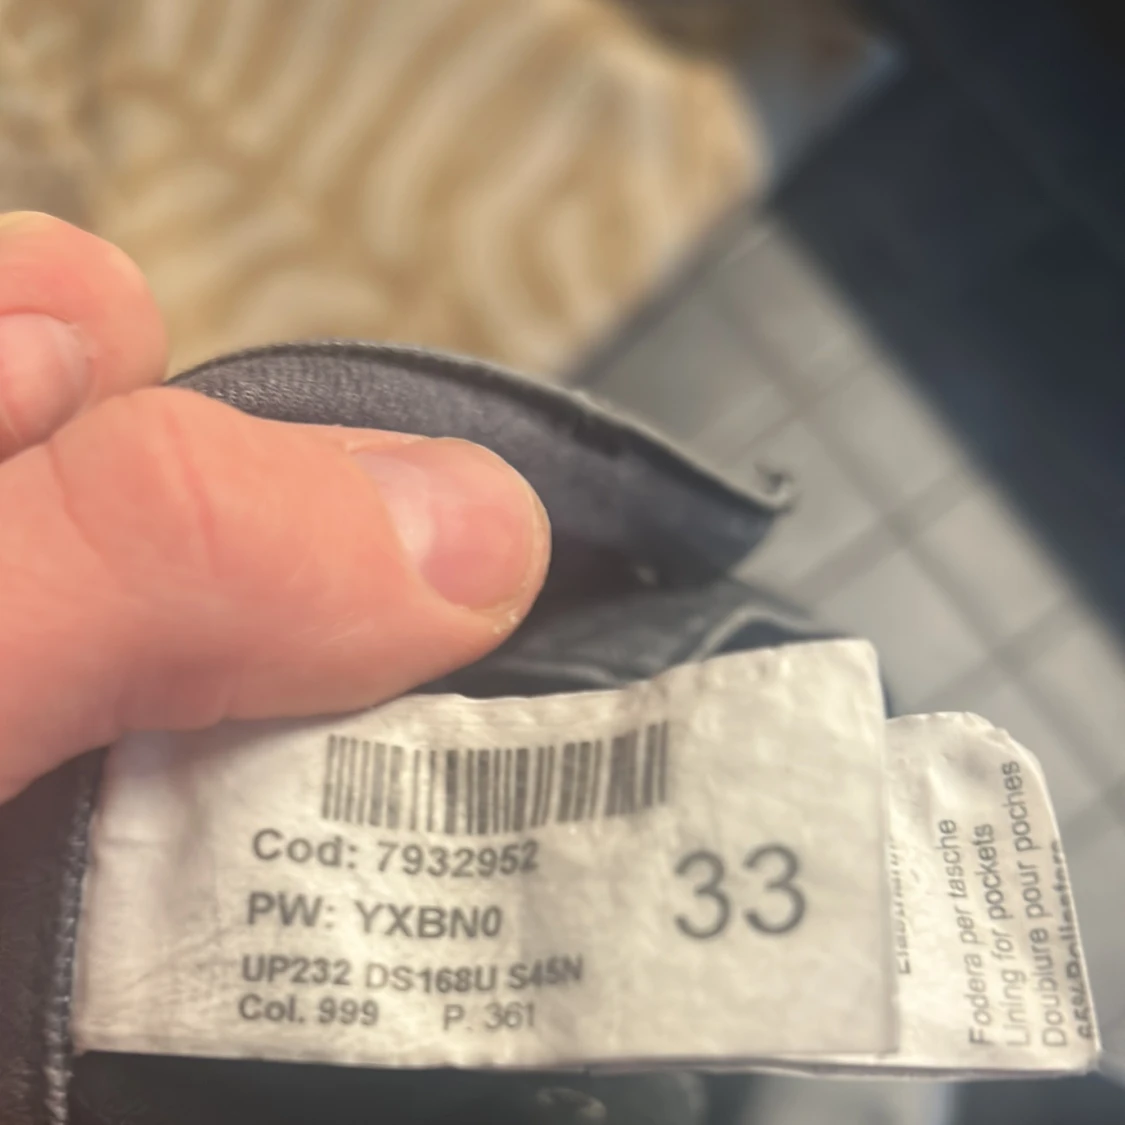 Cod: 7932952
33
PW: YXBN0
UP232 DS168U S45N
Col. 999 P. 361
Fodera per tasche
Lining for pockets
Doublure pour poches